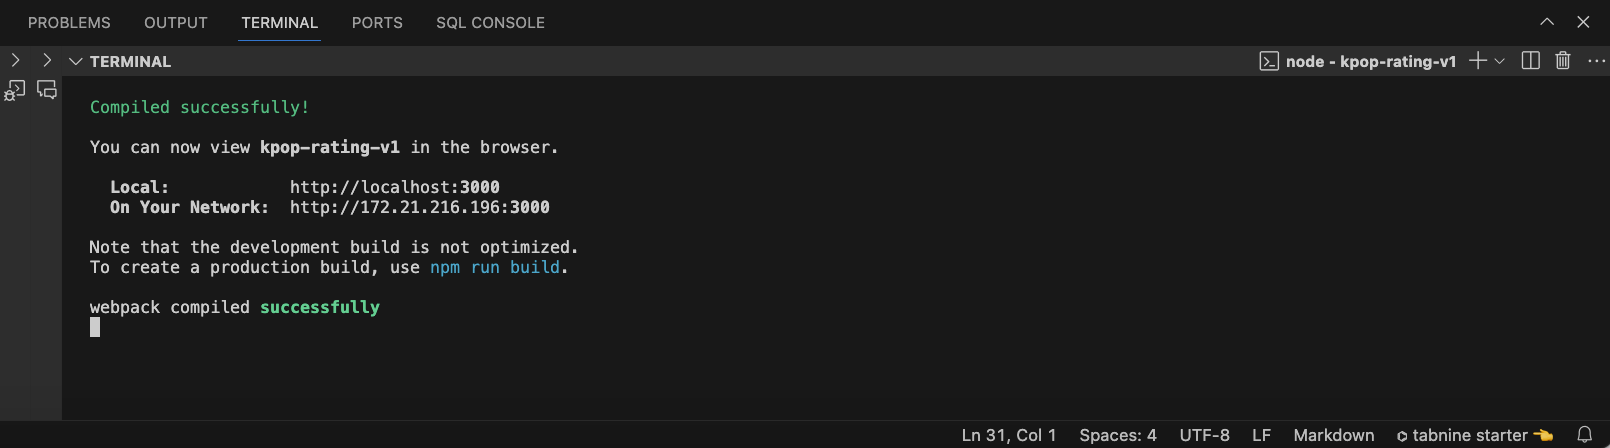 PROBLEMS OUTPUT TERMINAL PORTS SQL CONSOLE
TERMINAL node - kpop-rating-v1
Compiled successfully!
You can now view kpop-rating-v1 in the browser.
Local: http://localhost:3000
On Your Network: http://172.21.216.196:3000
Note that the development build is not optimized.
To create a production build, use npm run build.
webpack compiled successfully
Ln 31, Col 1 Spaces: 4 UTF-8 LF Markdown tabnine starter